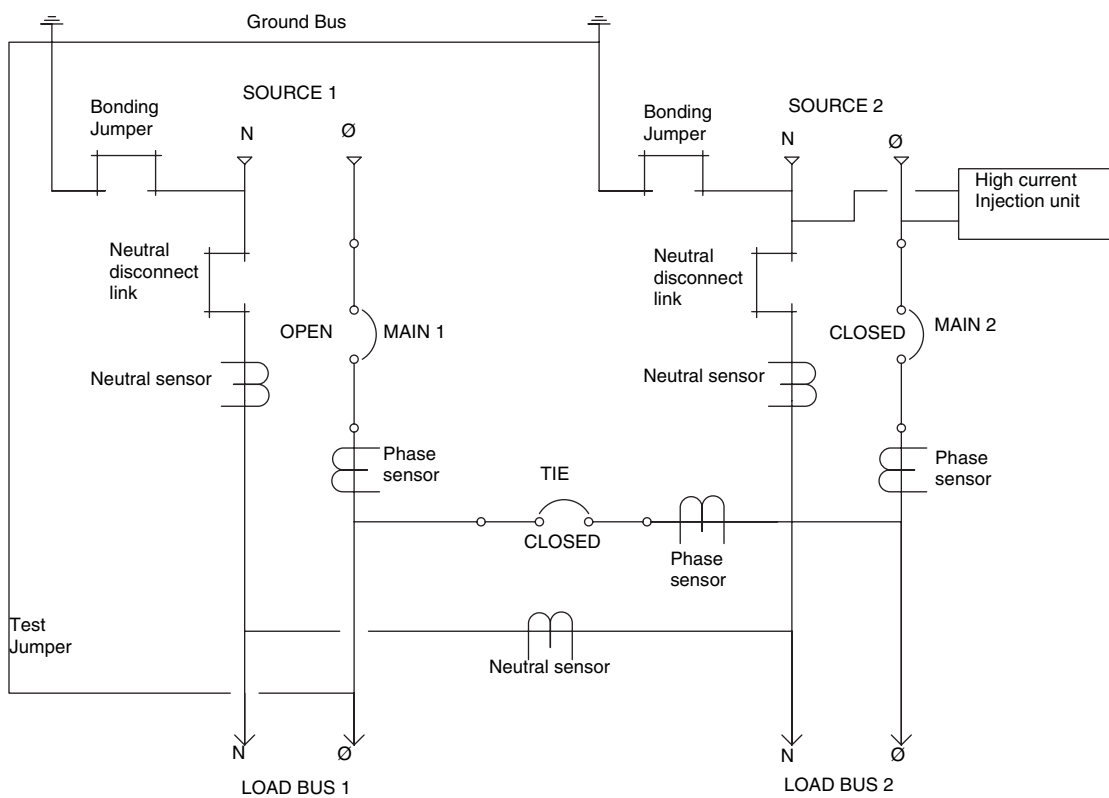 Ground Bus
SOURCE 1
Bonding
Jumper
N
Ø
SOURCE 2
Bonding
Jumper
N
Ø
High current
Injection unit
Neutral
disconnect
link
Neutral
disconnect
link
OPEN
MAIN 1
CLOSED
MAIN 2
Neutral sensor
Neutral sensor
Phase
sensor
Phase
sensor
TIE
CLOSED
Phase
sensor
Test
Jumper
Neutral sensor
N
Ø
N
Ø
LOAD BUS 1
LOAD BUS 2